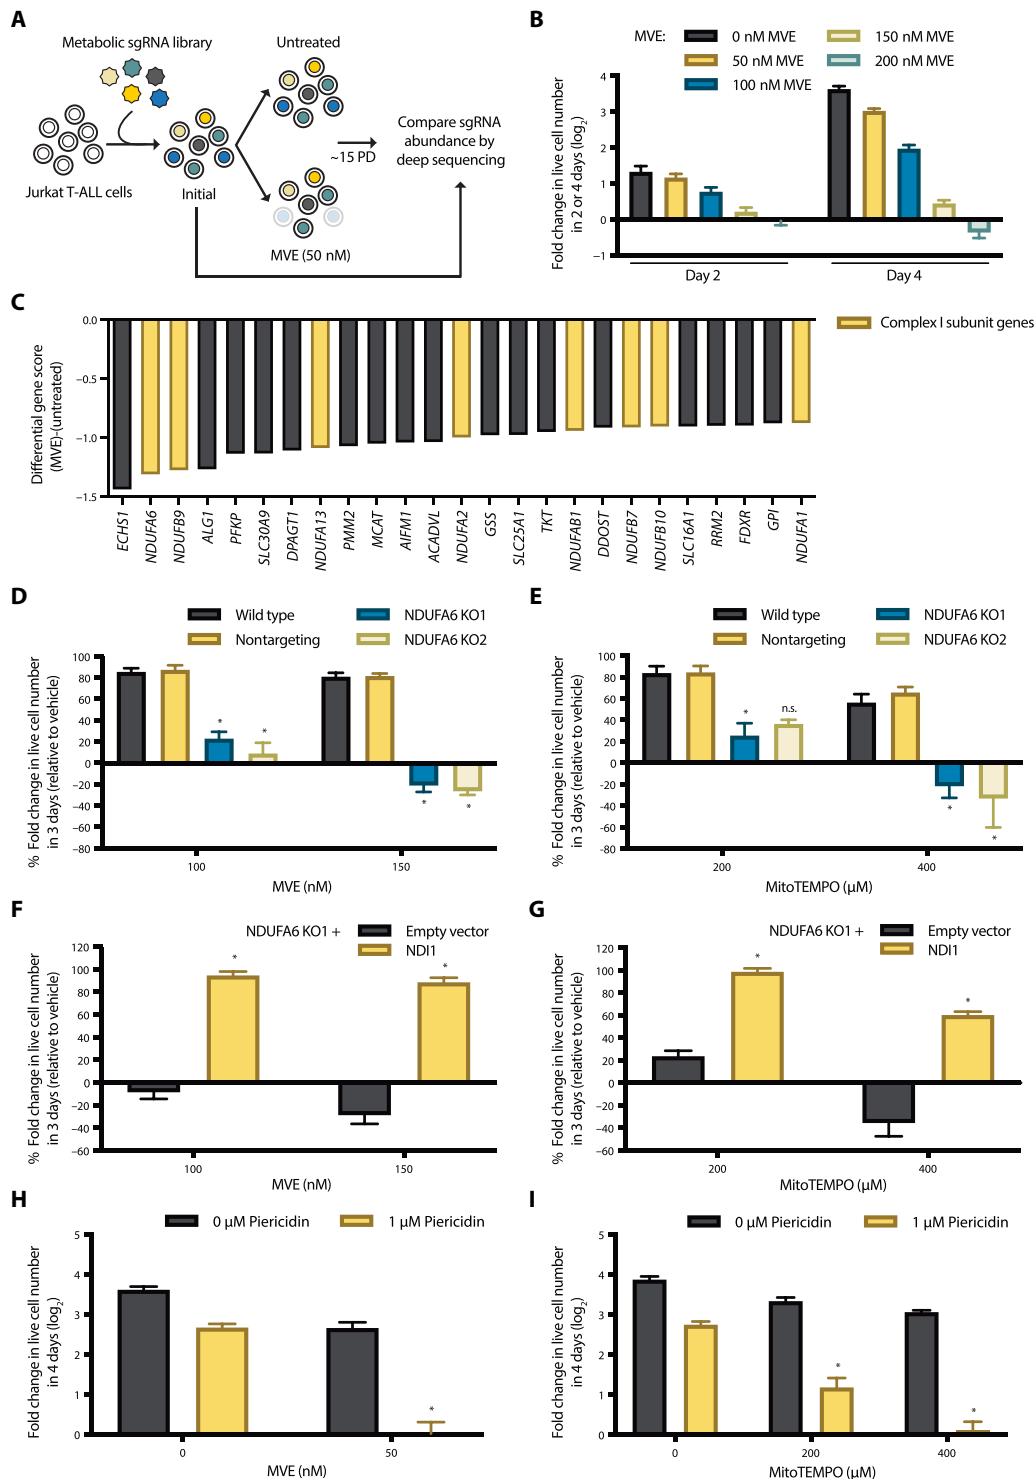 A
Metabolic sgRNA library
Untreated
Jurkat T-ALL cells
Initial
~15 PD
Compare sgRNA
abundance by
deep sequencing
MVE (50 nM)
B
MVE:
0 nM MVE
50 nM MVE
100 nM MVE
150 nM MVE
200 nM MVE
Fold change in live cell number
in 2 or 4 days (log2)
4
3
2
1
0
−1
Day 2
Day 4
C
Differential gene score
(MVE)-(untreated)
0.0
−0.5
−1.0
−1.5
Complex I subunit genes
ECHS1
NDUFA6
NDUFB9
ALG1
PFKP
SLC30A9
DPAGT1
NDUFA13
PMM2
MCAT
AIFM1
ACADVL
NDUFA2
GSS
SLC25A1
TKT
NDUFAB1
DDOST
NDUFB7
NDUFB10
SLC16A1
RRM2
FDXR
GPI
NDUFA1
D
Wild type
Nontargeting
NDUFA6 KO1
NDUFA6 KO2
% Fold change in live cell number
in 3 days (relative to vehicle)
100
80
60
40
20
0
−20
−40
−60
−80
* * * *
100
150
MVE (nM)
E
Wild type
Nontargeting
NDUFA6 KO1
NDUFA6 KO2
% Fold change in live cell number
in 3 days (relative to vehicle)
100
80
60
40
20
0
−20
−40
−60
−80
* n.s. * *
200
400
MitoTEMPO (µM)
F
NDUFA6 KO1 +
Empty vector
NDI1
% Fold change in live cell number
in 3 days (relative to vehicle)
120
100
80
60
40
20
0
−20
−40
−60
* *
100
150
MVE (nM)
G
NDUFA6 KO1 +
Empty vector
NDI1
% Fold change in live cell number
in 3 days (relative to vehicle)
120
100
80
60
40
20
0
−20
−40
−60
* *
200
400
MitoTEMPO (µM)
H
0 µM Piericidin
1 µM Piericidin
Fold change in live cell number
in 4 days (log2)
5
4
3
2
1
0
*
0
50
MVE (nM)
I
0 µM Piericidin
1 µM Piericidin
Fold change in live cell number
in 4 days (log2)
5
4
3
2
1
0
* *
0
200
400
MitoTEMPO (µM)